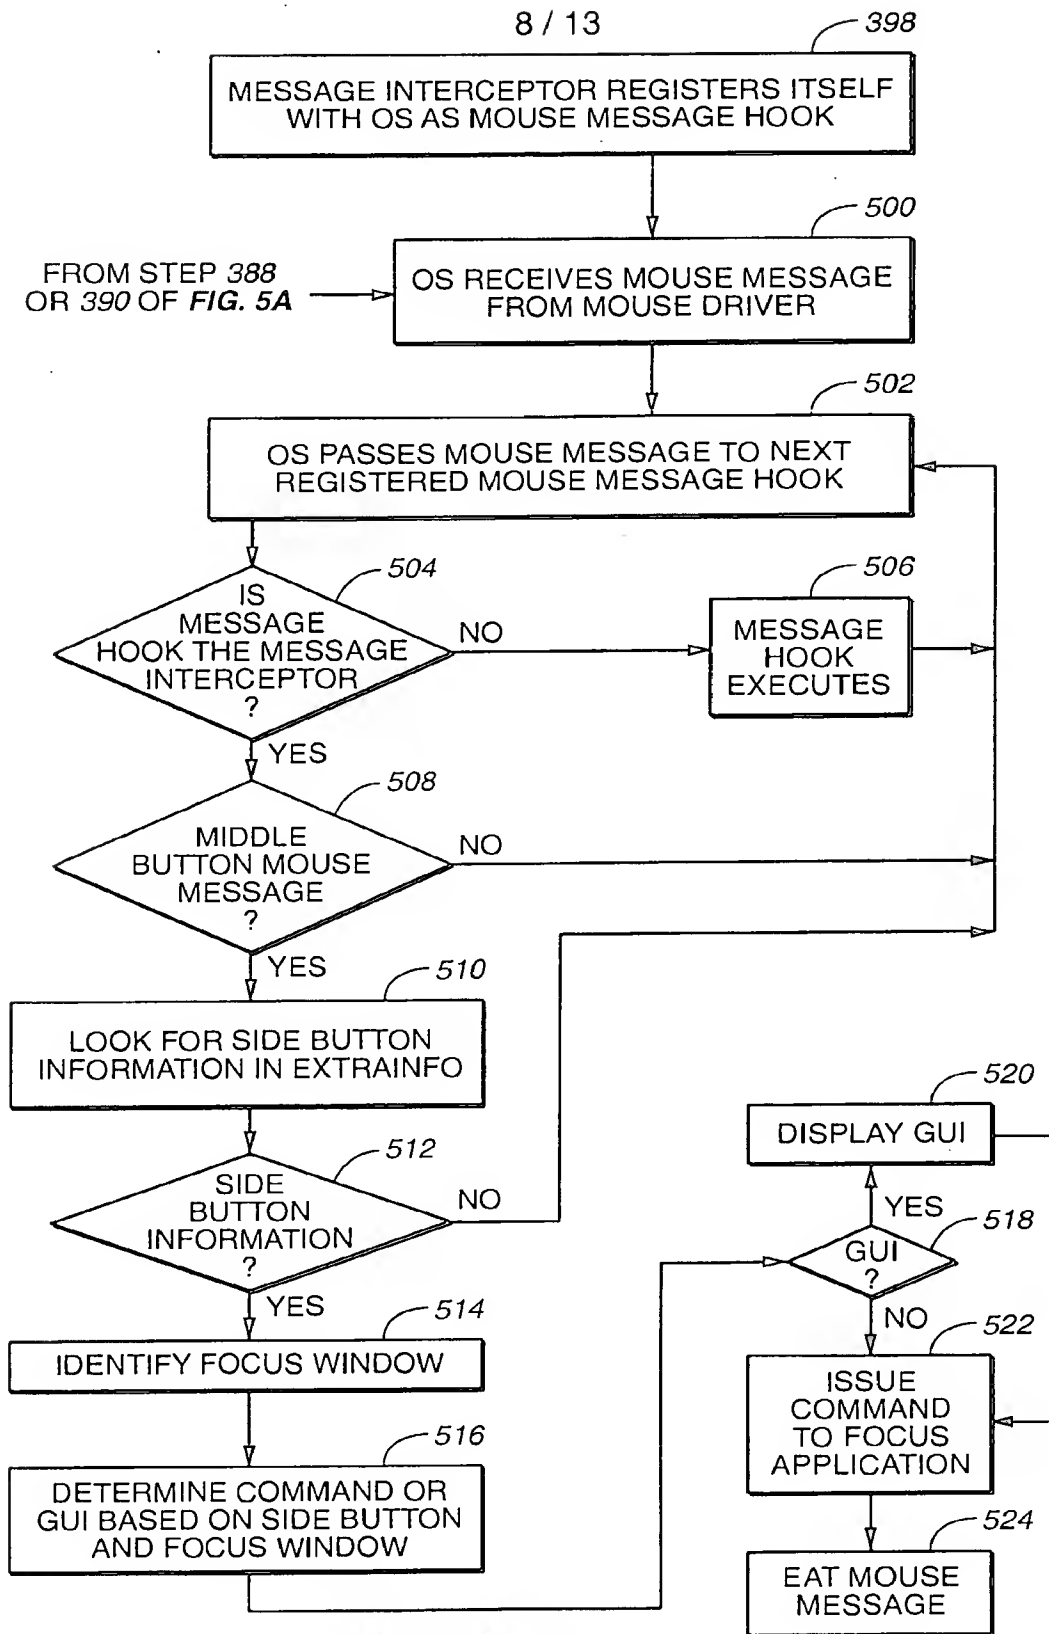 8 / 13
398
MESSAGE INTERCEPTOR REGISTERS ITSELF
WITH OS AS MOUSE MESSAGE HOOK
500
FROM STEP 388
OR 390 OF FIG. 5A
OS RECEIVES MOUSE MESSAGE
FROM MOUSE DRIVER
502
OS PASSES MOUSE MESSAGE TO NEXT
REGISTERED MOUSE MESSAGE HOOK
504
IS
MESSAGE
HOOK THE MESSAGE
INTERCEPTOR
?
NO
506
MESSAGE
HOOK
EXECUTES
YES
508
MIDDLE
BUTTON MOUSE
MESSAGE
?
NO
YES
510
LOOK FOR SIDE BUTTON
INFORMATION IN EXTRAINFO
512
SIDE
BUTTON
INFORMATION
?
NO
YES
514
IDENTIFY FOCUS WINDOW
516
DETERMINE COMMAND OR
GUI BASED ON SIDE BUTTON
AND FOCUS WINDOW
520
DISPLAY GUI
YES
518
GUI
?
NO
522
ISSUE
COMMAND
TO FOCUS
APPLICATION
524
EAT MOUSE
MESSAGE